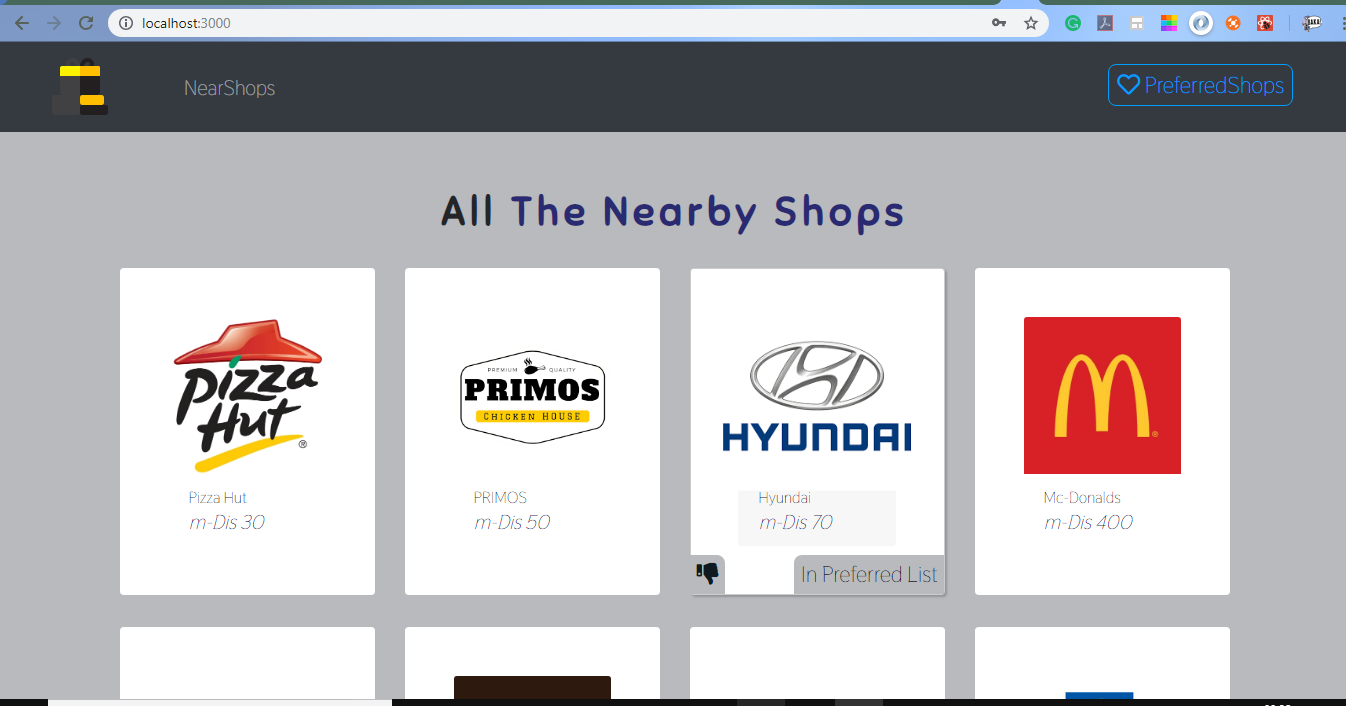 localhost:3000
NearShops
PreferredShops
All The Nearby Shops
Pizza
Hut
®
Pizza Hut
m-Dis 30
PREMIUM QUALITY
PRIMOS
CHICKEN HOUSE
PRIMOS
m-Dis 50
HYUNDAI
Hyundai
m-Dis 70
In Preferred List
®
Mc-Donalds
m-Dis 400